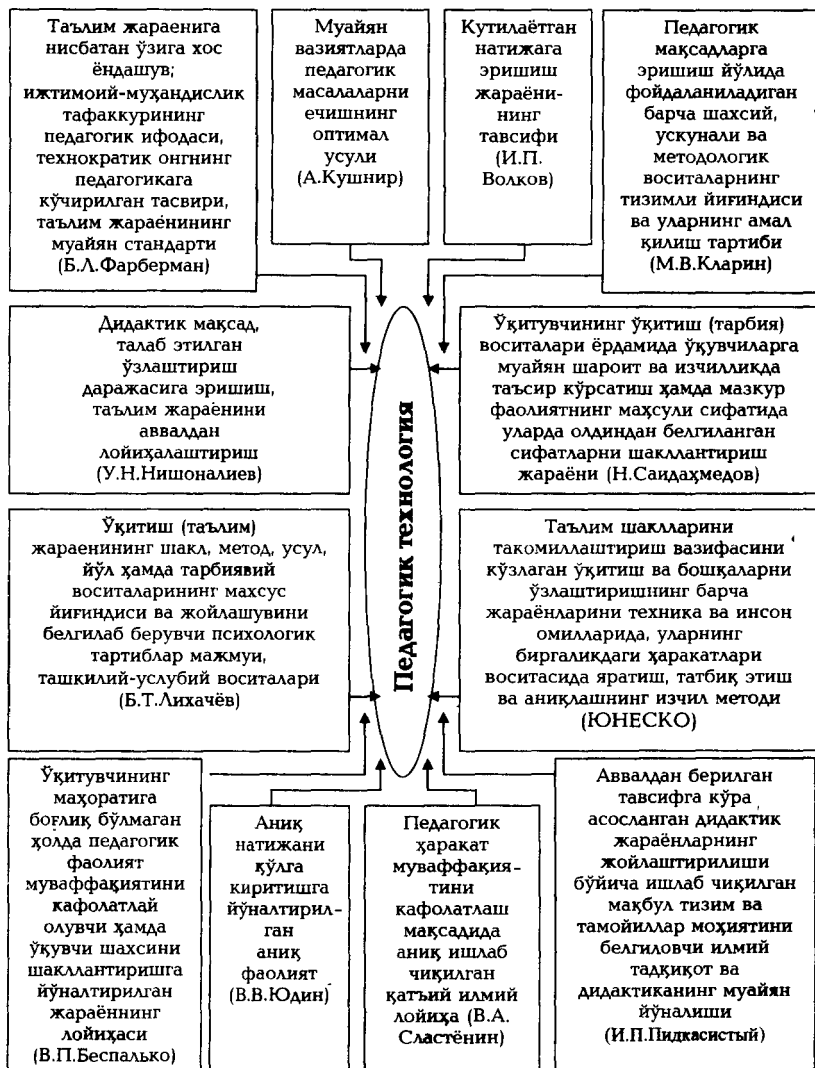 Таълим жараенига
нисбатан ўзига хос
ёндашув;
ижтимоий-муҳандислик
тафаккурининг
педагогик ифодаси,
технократик онгнинг
педагогикага
кўчирилган тасвири,
таълим жараёнининг
муайян стандарти
(Б.Л.Фарберман)
Муайян
вазиятларда
педагогик
масалаларни
ечишнинг
оптимал
усули
(А.Кушнир)
Кутилаётган
натижага
эришиш
жараёни-
нинг
тавсифи
(И.П.
Волков)
Педагогик
мақсадларга
эришиш йўлида
фойдаланиладиган
барча шахсий,
ускунали ва
методологик
воситаларнинг
тизимли йиғиндиси
ва уларнинг амал
қилиш тартиби
(М.В.Кларин)
Дидактик мақсад,
талаб этилган
ўзлаштириш
даражасига эришиш,
таълим жараёнини
аввалдан
лойиҳалаштириш
(У.Н.Нишоналиев)
Педагогик технология
Ўқитувчининг ўқитиш (тарбия)
воситалари ёрдамида ўқувчиларга
муайян шароит ва изчилликда
таъсир кўрсатиш ҳамда мазкур
фаолиятнинг маҳсули сифатида
уларда олдиндан белгиланган
сифатларни шакллантириш
жараёни (Н.Саидаҳмедов)
Ўқитиш (таълим)
жараенининг шакл, метод, усул,
йўл ҳамда тарбиявий
воситаларининг махсус
йиғиндиси ва жойлашувини
белгилаб берувчи психологик
тартиблар мажмуи,
ташкилий-услубий воситалари
(Б.Т.Лихачёв)
Таълим шаклларини
такомиллаштириш вазифасини
кўзлаган ўқитиш ва бошқаларни
ўзлаштиришнинг барча
жараёнларини техника ва инсон
омилларида, уларнинг
биргаликдаги ҳаракатлари
воситасида яратиш, татбиқ этиш
ва аниқлашнинг изчил методи
(ЮНЕСКО)
Ўқитувчининг
маҳоратига
боғлиқ бўлмаган
ҳолда педагогик
фаолият
муваффақиятини
кафолатлай
олувчи ҳамда
ўқувчи шахсини
шакллантиришга
йўналтирилган
жараённинг
лойиҳаси
(В.П.Беспалько)
Аниқ
натижани
қўлга
киритишга
йўналтирил-
ган
аниқ
фаолият
(В.В.Юдин)
Педагогик
ҳаракат
муваффақия-
тини
кафолатлаш
мақсадида
аниқ ишлаб
чиқилган
қатъий илмий
лойиҳа (В.А.
Сластёнин)
Аввалдан берилган
тавсифга кўра
асосланган дидактик
жараёнларнинг
жойлаштирилиши
бўйича ишлаб чиқилган
мақбул тизим ва
тамойиллар моҳиятини
белгиловчи илмий
тадқиқот ва
дидактиканинг муайян
йўналиши
(И.П.Пидкасистый)